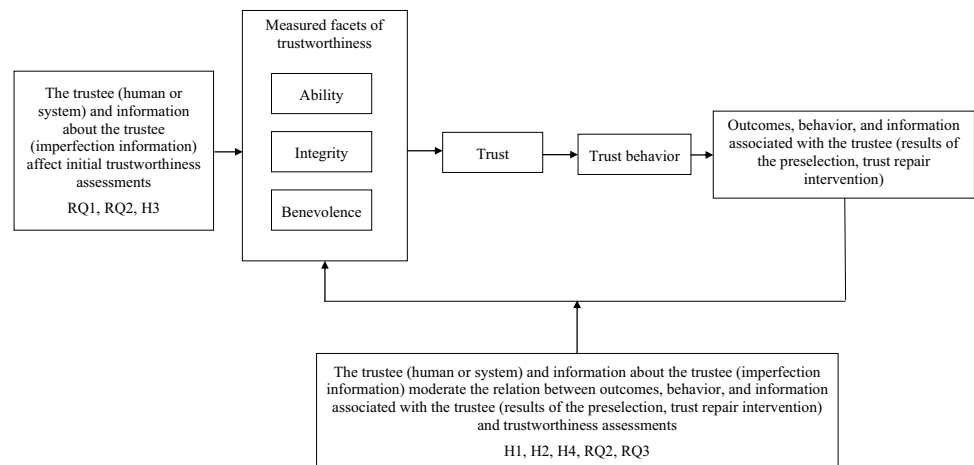 Measured facets of
trustworthiness
The trustee (human or
system) and information
about the trustee
(imperfection information)
affect initial trustworthiness
assessments
RQ1, RQ2, H3
Ability
Integrity
Benevolence
Trust
Trust behavior
Outcomes, behavior, and information
associated with the trustee (results of
the preselection, trust repair
intervention)
The trustee (human or system) and information about the trustee (imperfection
information) moderate the relation between outcomes, behavior, and information
associated with the trustee (results of the preselection, trust repair intervention)
and trustworthiness assessments
H1, H2, H4, RQ2, RQ3